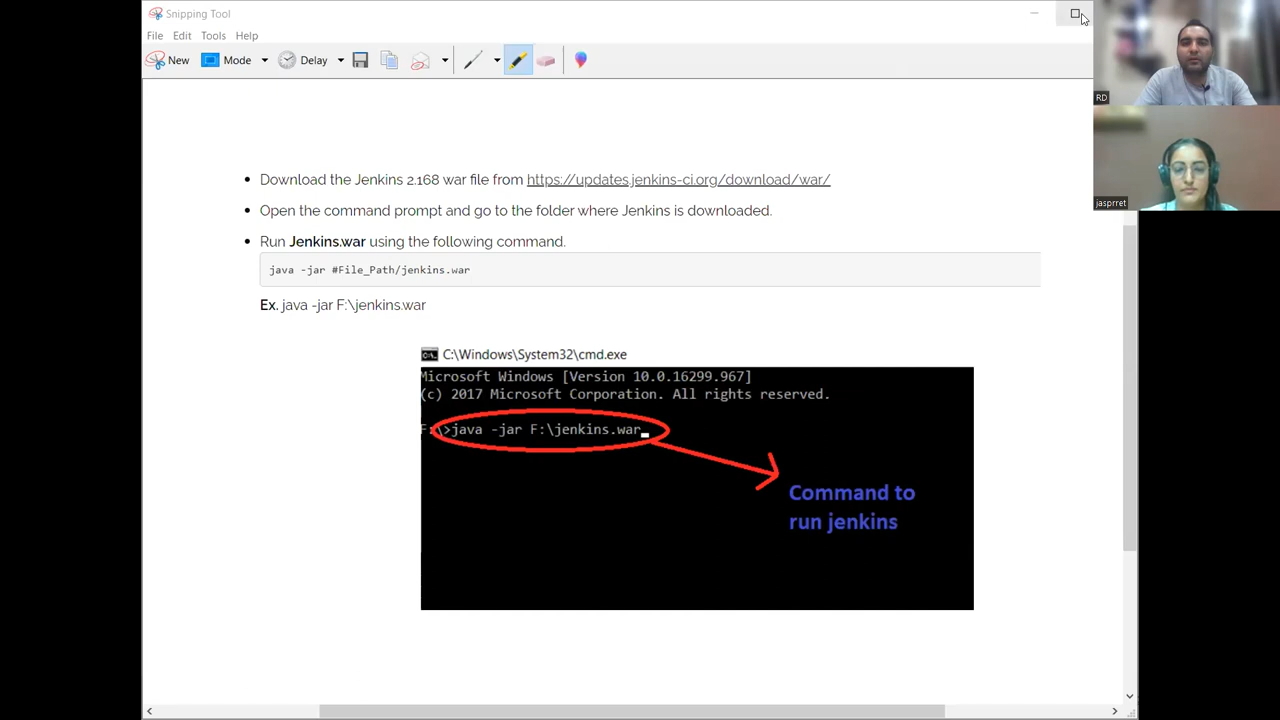 Snipping Tool
File Edit Tools Help
New Mode Delay
RD
jasprret
Download the Jenkins 2.168 war file from https://updates.jenkins-ci.org/download/war/
Open the command prompt and go to the folder where Jenkins is downloaded.
Run Jenkins.war using the following command.
java -jar #File_Path/jenkins.war
Ex. java -jar F:\jenkins.war
C:\Windows\System32\cmd.exe
Microsoft Windows [Version 10.0.16299.967]
(c) 2017 Microsoft Corporation. All rights reserved.
F:\>java -jar F:\jenkins.war
Command to
run jenkins